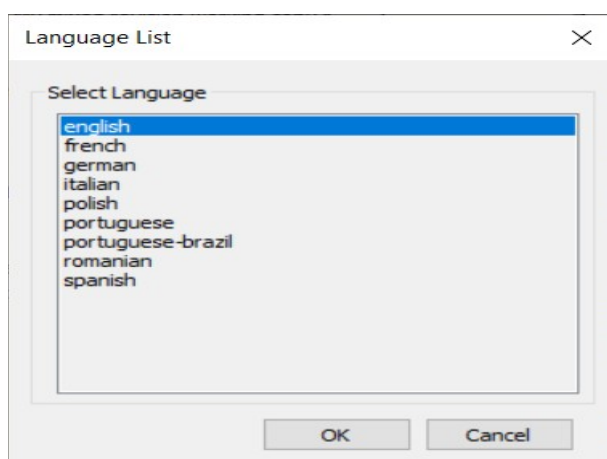 Language List
Select Language
english
french
german
italian
polish
portuguese
portuguese-brazil
romanian
spanish
OK
Cancel